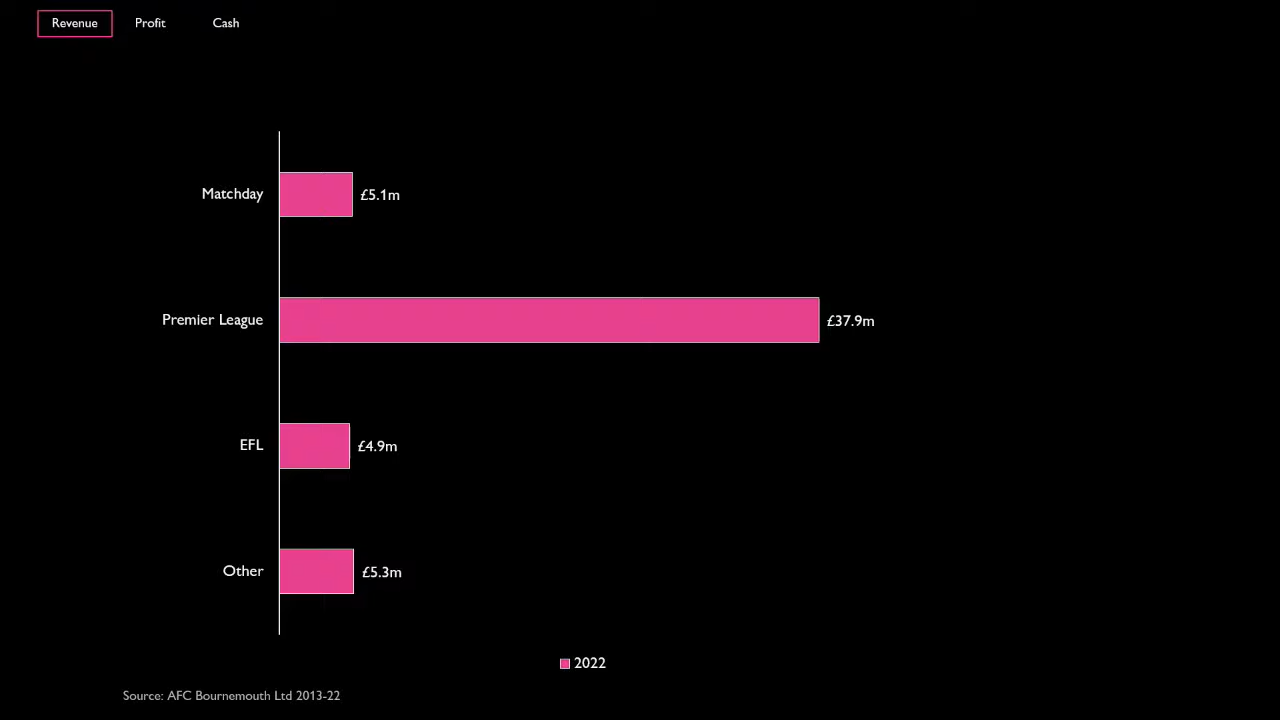 Revenue
Profit
Cash
Matchday
£5.1m
Premier League
£37.9m
EFL
£4.9m
Other
£5.3m
2022
Source: AFC Bournemouth Ltd 2013-22